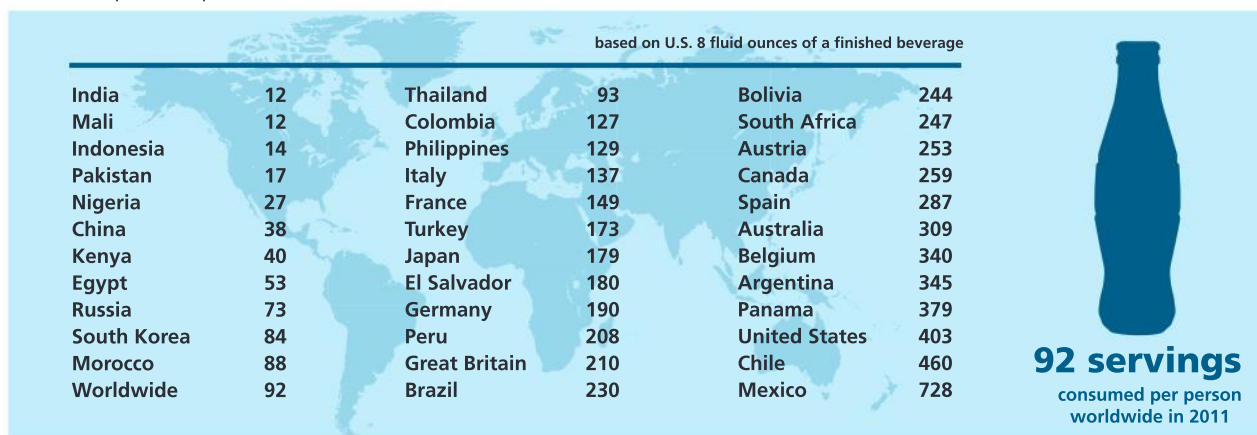 based on U.S. 8 fluid ounces of a finished beverage
India 12
Mali 12
Indonesia 14
Pakistan 17
Nigeria 27
China 38
Kenya 40
Egypt 53
Russia 73
South Korea 84
Morocco 88
Worldwide 92
Thailand 93
Colombia 127
Philippines 129
Italy 137
France 149
Turkey 173
Japan 179
El Salvador 180
Germany 190
Peru 208
Great Britain 210
Brazil 230
Bolivia 244
South Africa 247
Austria 253
Canada 259
Spain 287
Australia 309
Belgium 340
Argentina 345
Panama 379
United States 403
Chile 460
Mexico 728
92 servings
consumed per person
worldwide in 2011